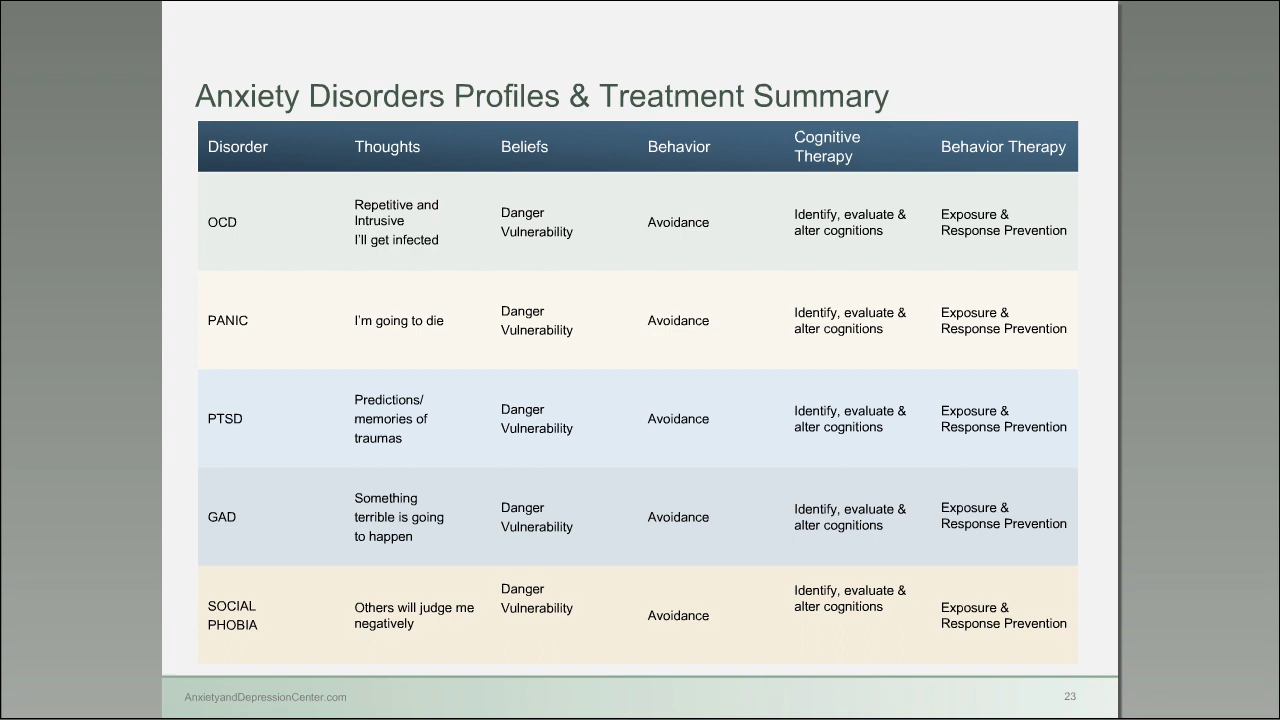 Anxiety Disorders Profiles & Treatment Summary
Disorder
Thoughts
Beliefs
Behavior
Cognitive
Therapy
Behavior Therapy
OCD
Repetitive and
Intrusive
I’ll get infected
Danger
Vulnerability
Avoidance
Identify, evaluate &
alter cognitions
Exposure &
Response Prevention
PANIC
I’m going to die
Danger
Vulnerability
Avoidance
Identify, evaluate &
alter cognitions
Exposure &
Response Prevention
PTSD
Predictions/
memories of
traumas
Danger
Vulnerability
Avoidance
Identify, evaluate &
alter cognitions
Exposure &
Response Prevention
GAD
Something
terrible is going
to happen
Danger
Vulnerability
Avoidance
Identify, evaluate &
alter cognitions
Exposure &
Response Prevention
SOCIAL
PHOBIA
Others will judge me
negatively
Danger
Vulnerability
Avoidance
Identify, evaluate &
alter cognitions
Exposure &
Response Prevention
AnxietyandDepressionCenter.com
23